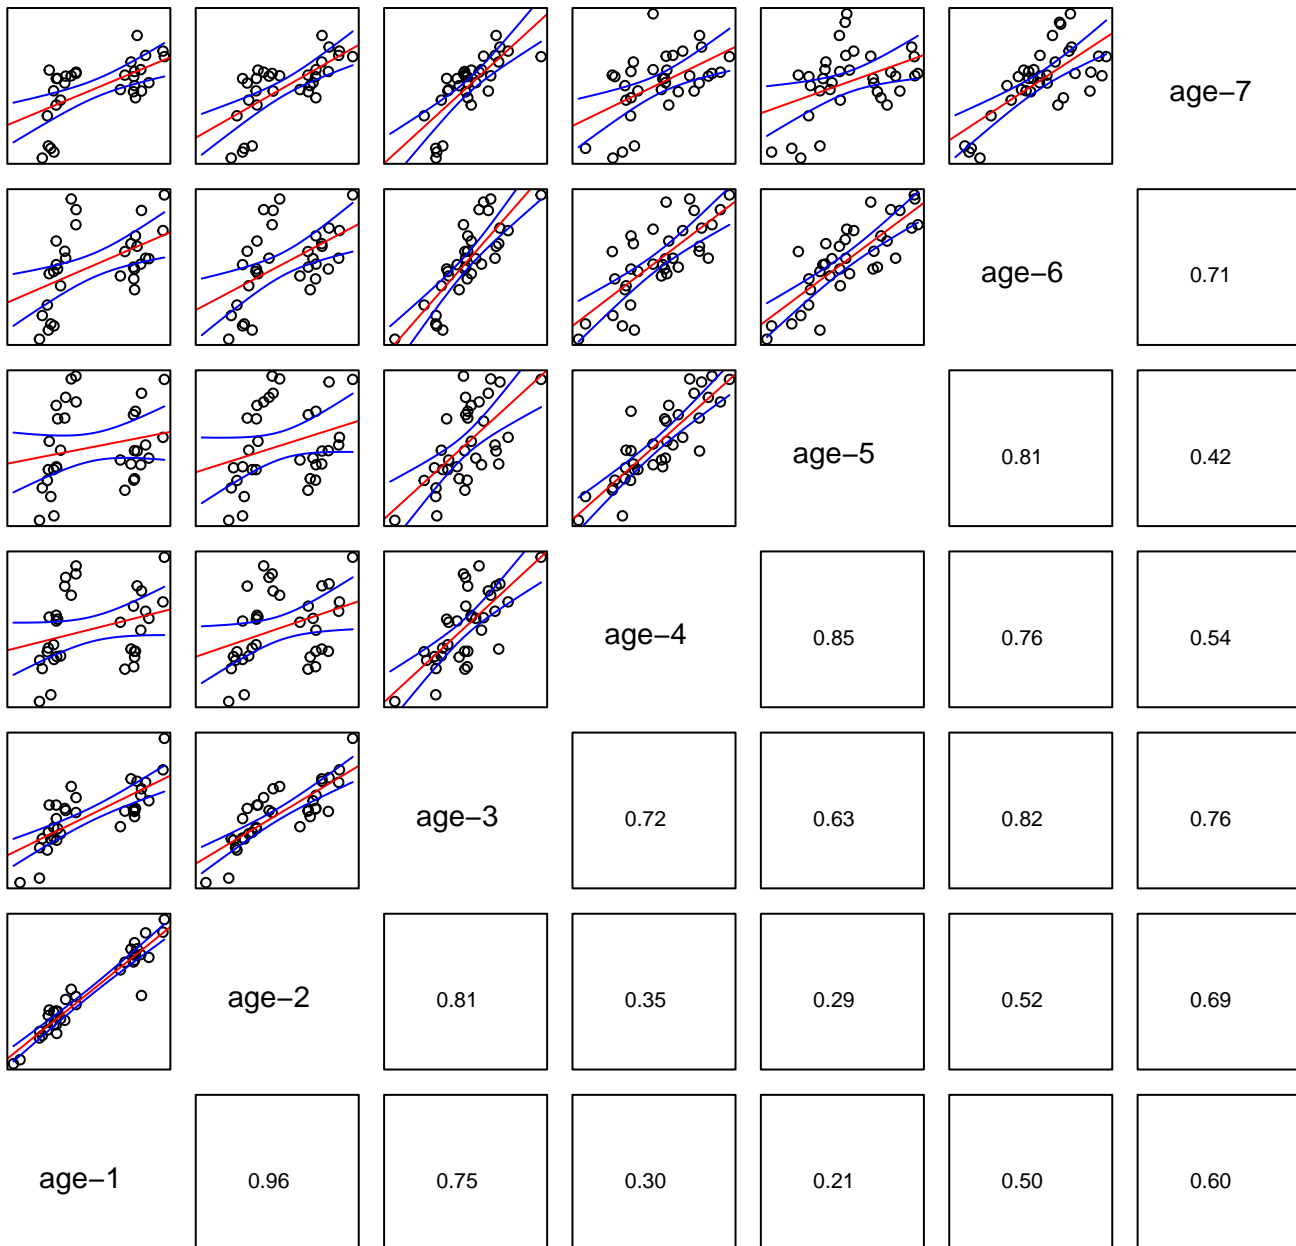 age−7
age−6 0.71
age−5 0.81 0.42
age−4 0.85 0.76 0.54
age−3 0.72 0.63 0.82 0.76
age−2 0.81 0.35 0.29 0.52 0.69
age−1 0.96 0.75 0.30 0.21 0.50 0.60